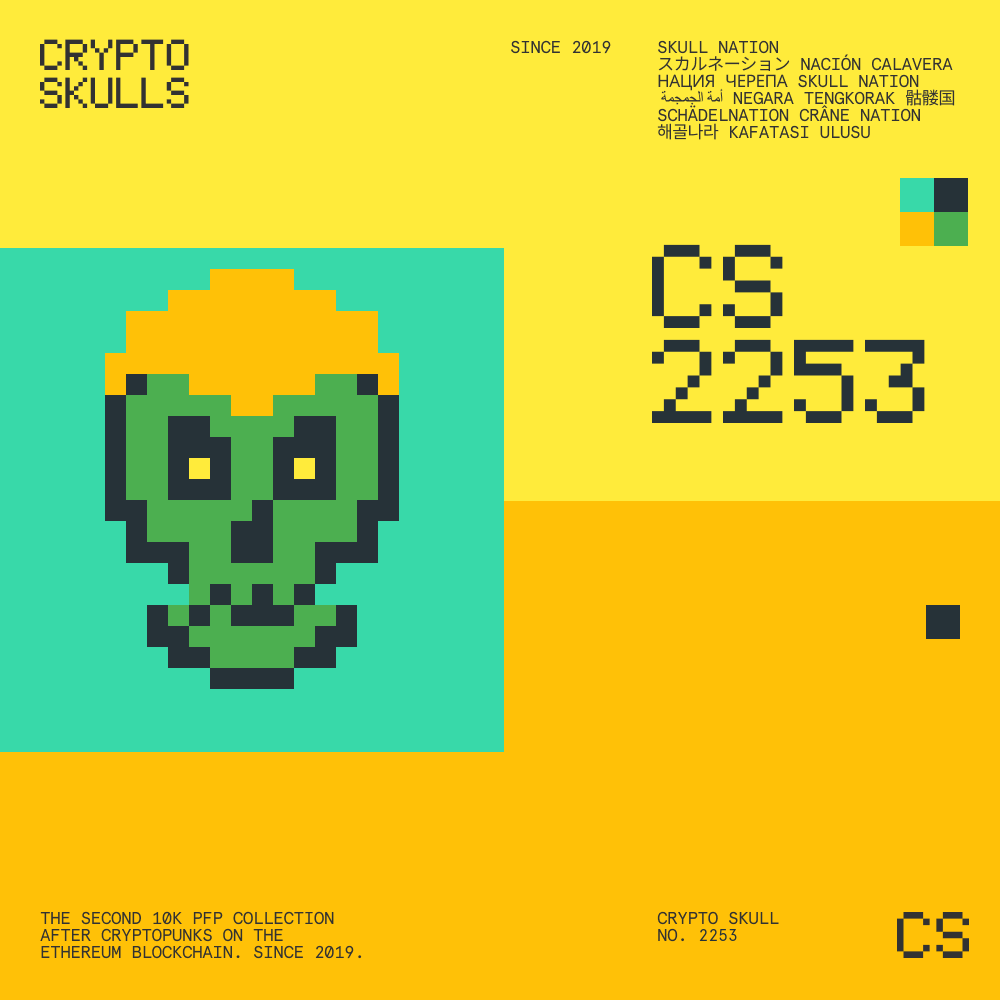 CRYPTO
SKULLS
SINCE 2019
SKULL NATION
スカルネーション NACIÓN CALAVERA
НАЦИЯ ЧЕРЕПА SKULL NATION
أمة الجمجمة NEGARA TENGKORAK 骷髅国
SCHÄDELNATION CRÂNE NATION
해골나라 KAFATASI ULUSU
CS
2253
THE SECOND 10K PFP COLLECTION
AFTER CRYPTOPUNKS ON THE
ETHEREUM BLOCKCHAIN. SINCE 2019.
CRYPTO SKULL
NO. 2253
CS